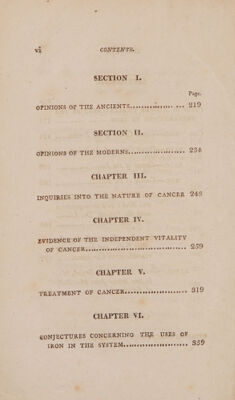 vi CONTENTS.
SECTION I.
Page.
OPINIONS OF THE ANCIENTS................ ... 219
SECTION II.
OPINIONS OF THE MODERNS..................... 234
CHAPTER III.
INQUIRIES INTO THE NATURE OF CANCER 248
CHAPTER IV.
EVIDENCE OF THE INDEPENDENT VITALITY
OF CANCER..................................... 259
CHAPTER V.
TREATMENT OF CANCER....................... 319
CHAPTER VI.
CONJECTURES CONCERNING THE USES OF
IRON IN THE SYSTEM....................... 359